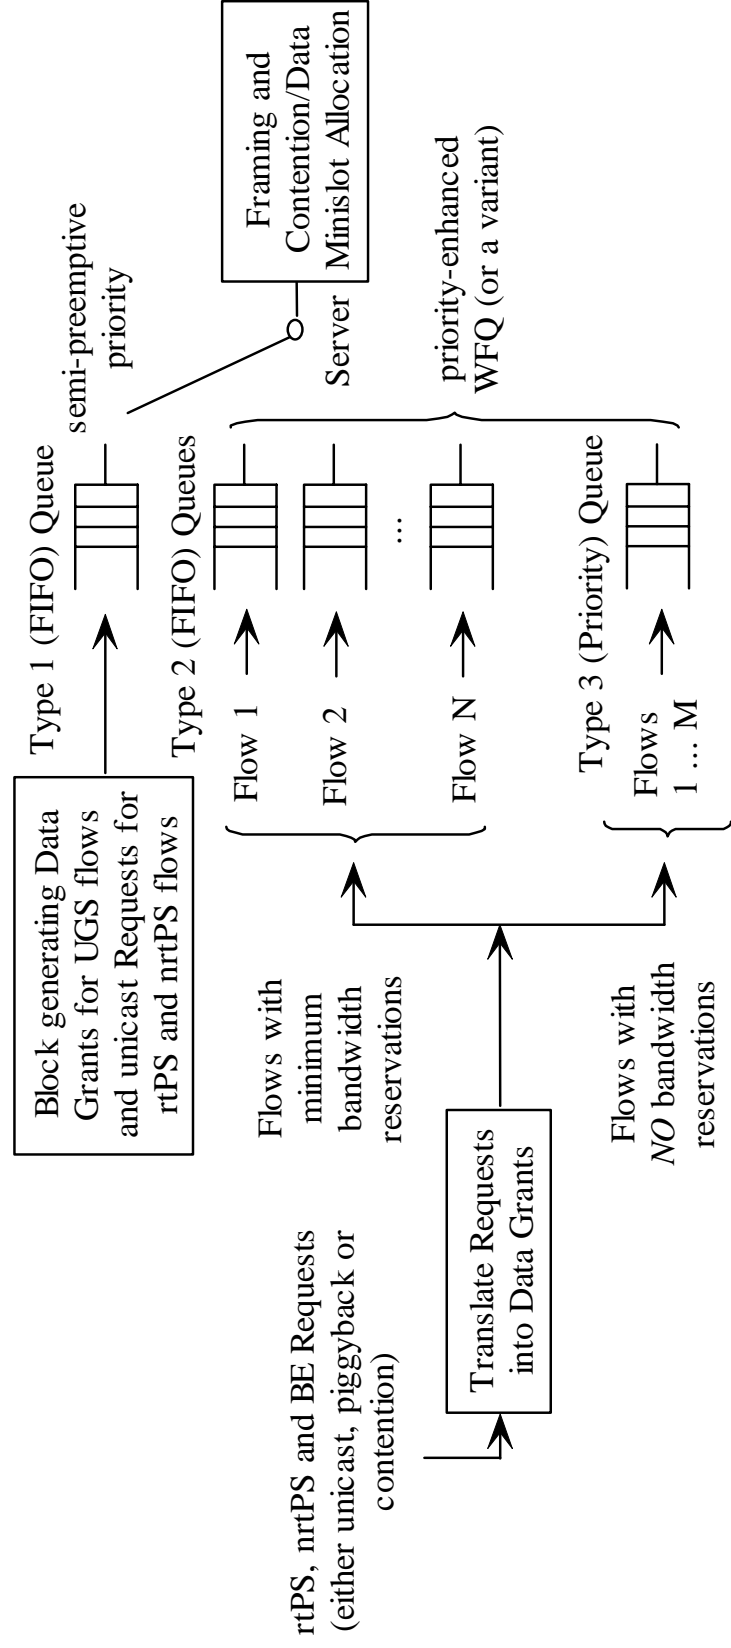 Block generating Data
Grants for UGS flows
and unicast Requests for
rtPS and nrtPS flows
Type 1 (FIFO) Queue
semi-preemptive
priority
Framing and
Contention/Data
Minislot Allocation
Server
Type 2 (FIFO) Queues
Flow 1
Flow 2
...
Flow N
priority-enhanced
WFQ (or a variant)
Flows with
minimum
bandwidth
reservations
rtPS, nrtPS and BE Requests
(either unicast, piggyback or
contention)
Translate Requests
into Data Grants
Type 3 (Priority) Queue
Flows
1 ... M
Flows with
NO bandwidth
reservations